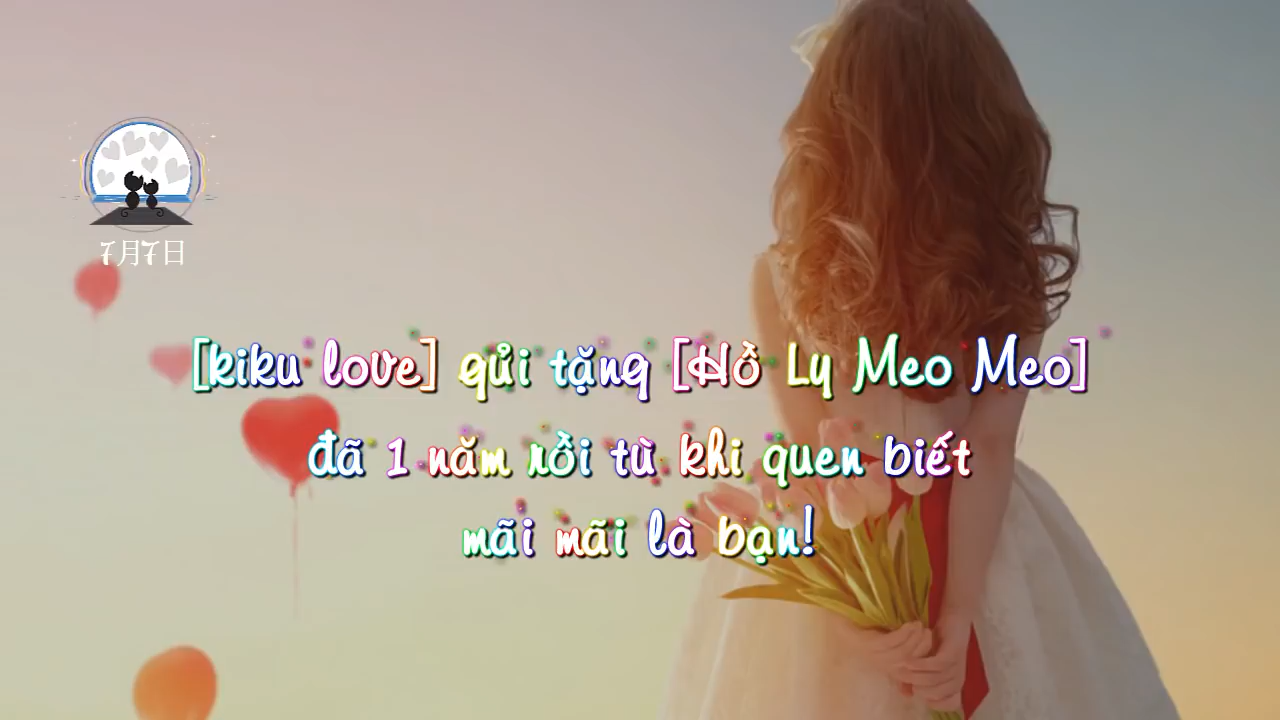 7月7日
[kiku love] gửi tặng [Hồ Ly Meo Meo]
đã 1 năm rồi từ khi quen biết
mãi mãi là bạn!